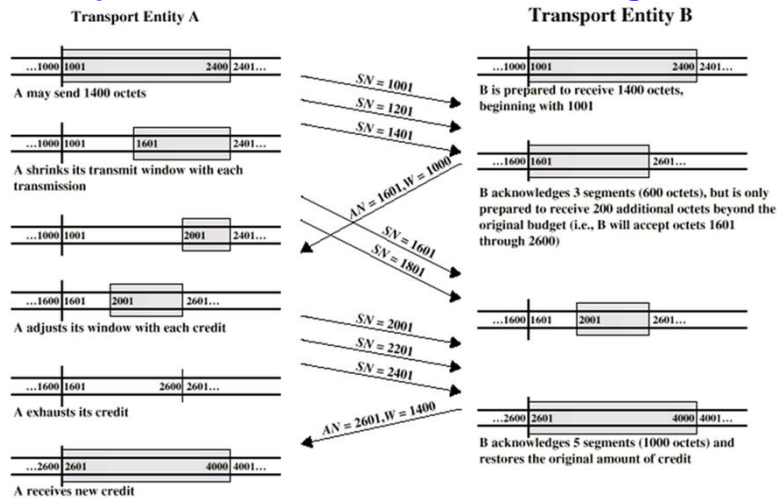 Transport Entity A
Transport Entity B
...1000 1001 2400 2401...
A may send 1400 octets
SN = 1001
SN = 1201
SN = 1401
...1000 1001 2400 2401...
B is prepared to receive 1400 octets,
beginning with 1001
...1000 1001 1601 2401...
A shrinks its transmit window with each
transmission
AN = 1601,W = 1000
...1600 1601 2601...
B acknowledges 3 segments (600 octets), but is only
prepared to receive 200 additional octets beyond the
original budget (i.e., B will accept octets 1601
through 2600)
...1000 1001 2001 2401...
SN = 1601
SN = 1801
...1600 1601 2001 2601...
A adjusts its window with each credit
...1600 1601 2001 2601...
SN = 2001
SN = 2201
SN = 2401
...1600 1601 2600 2601...
A exhausts its credit
AN = 2601,W = 1400
...2600 2601 4000 4001...
B acknowledges 5 segments (1000 octets) and
restores the original amount of credit
...2600 2601 4000 4001...
A receives new credit